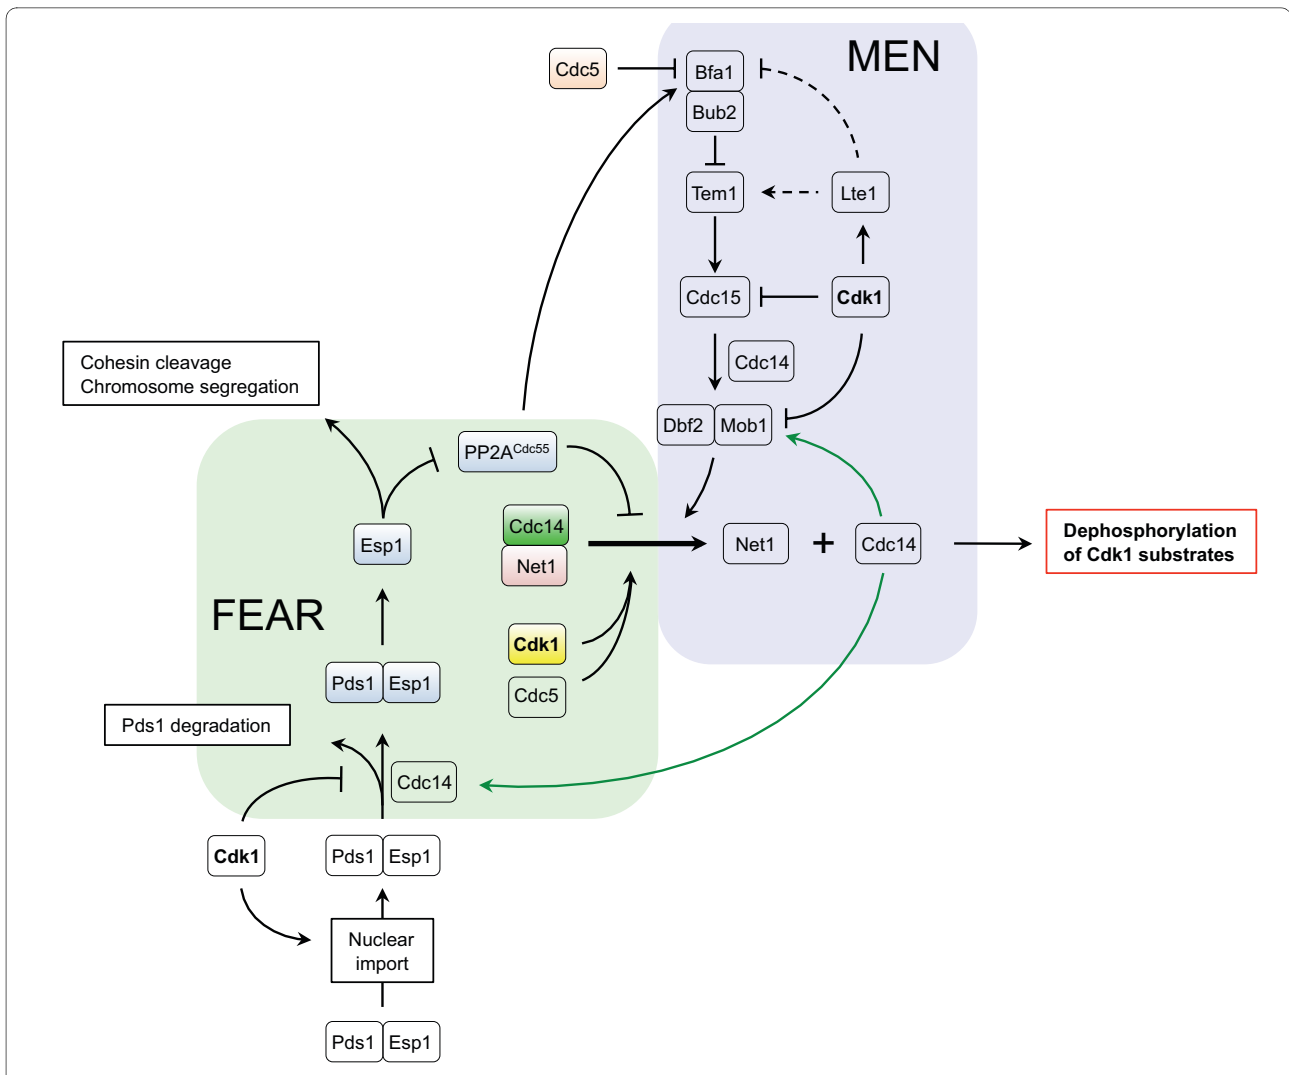 MEN
Cdc5
Bfa1
Bub2
Tem1
Lte1
Cdc15
Cdk1
Cdc14
Cohesin cleavage
Chromosome segregation
Dbf2 Mob1
PP2ACdc55
Cdc14
Net1
Esp1
Net1 + Cdc14
Dephosphorylation
of Cdk1 substrates
FEAR
Cdk1
Cdc5
Pds1 Esp1
Pds1 degradation
Cdc14
Cdk1
Pds1 Esp1
Nuclear
import
Pds1 Esp1